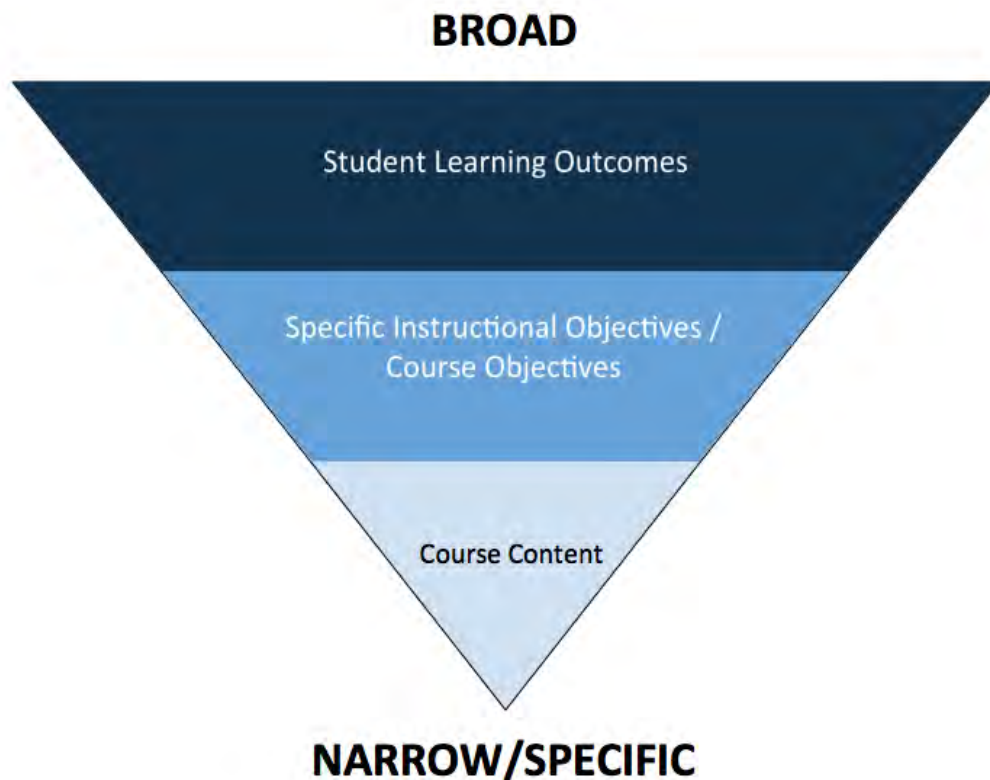 BROAD
Student Learning Outcomes
Specific Instructional Objectives /
Course Objectives
Course Content
NARROW/SPECIFIC